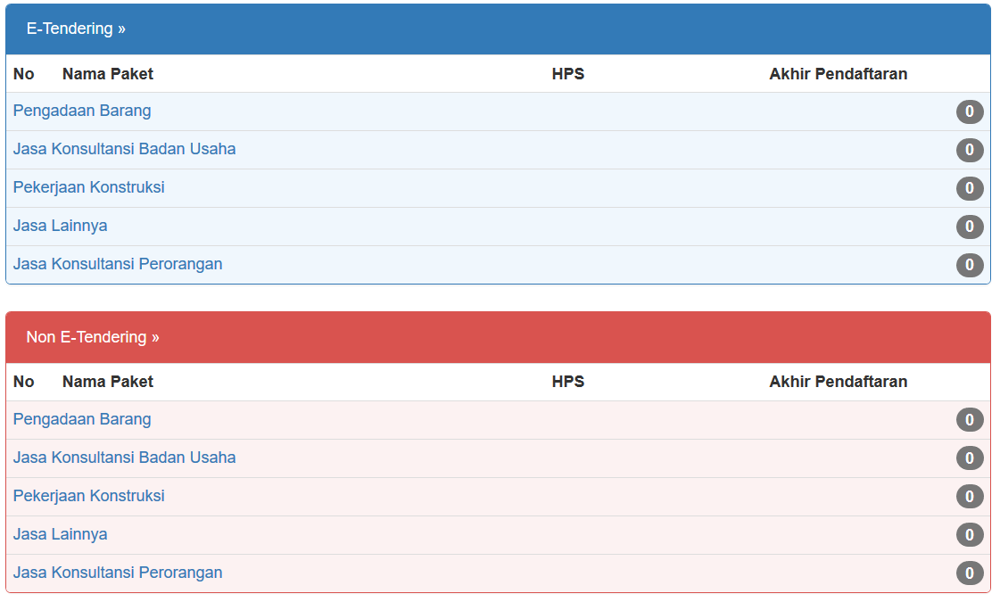 E-Tendering »
No Nama Paket HPS Akhir Pendaftaran
Pengadaan Barang 0
Jasa Konsultansi Badan Usaha 0
Pekerjaan Konstruksi 0
Jasa Lainnya 0
Jasa Konsultansi Perorangan 0
Non E-Tendering »
No Nama Paket HPS Akhir Pendaftaran
Pengadaan Barang 0
Jasa Konsultansi Badan Usaha 0
Pekerjaan Konstruksi 0
Jasa Lainnya 0
Jasa Konsultansi Perorangan 0